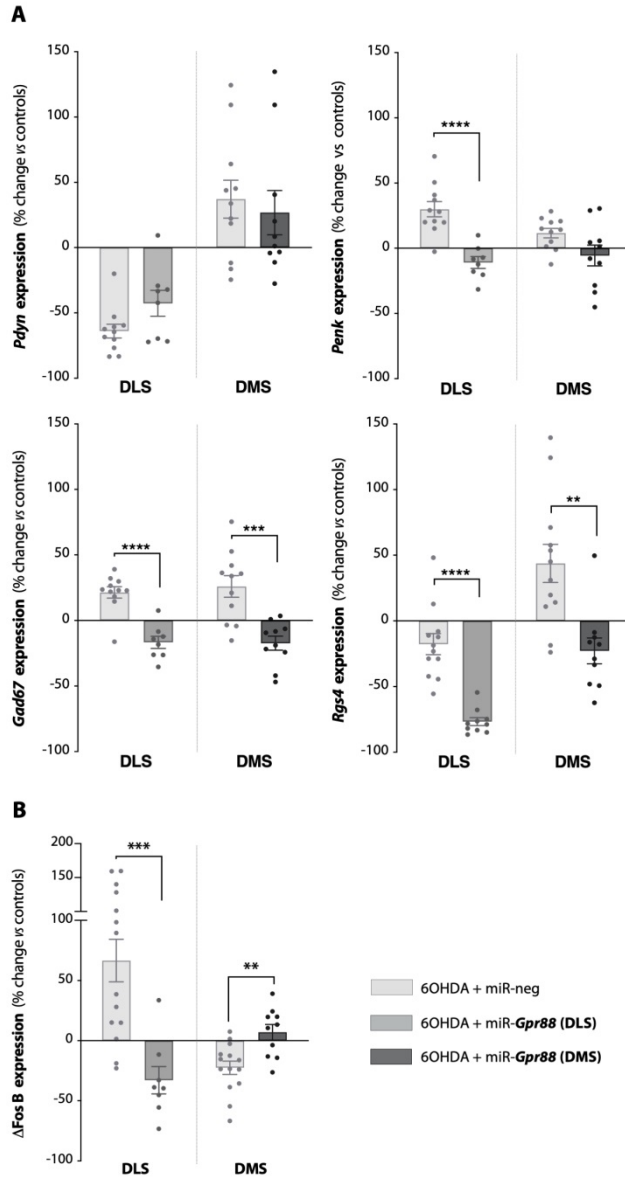 A
Pdyn expression (% change vs controls)
150
100
50
0
-50
-100
DLS
DMS
Penk expression (% change vs controls)
150
100
50
0
-50
-100
****
DLS
DMS
Gad67 expression (% change vs controls)
150
100
50
0
-50
-100
****
***
DLS
DMS
Rgs4 expression (% change vs controls)
150
100
50
0
-50
-100
****
**
DLS
DMS
B
ΔFosB (% change vs controls)
200
150
100
50
0
-50
-100
***
**
DLS
DMS
6OHDA + miR-neg
6OHDA + miR-Gpr88 (DLS)
6OHDA + miR-Gpr88 (DMS)